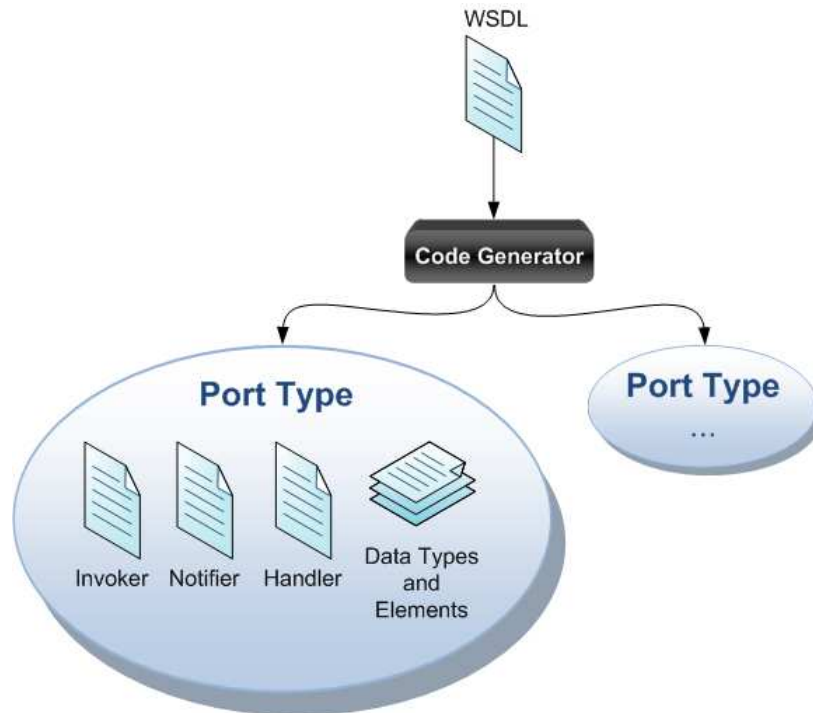 WSDL
Code Generator
Port Type
Invoker
Notifier
Handler
Data Types
and
Elements
Port Type
...